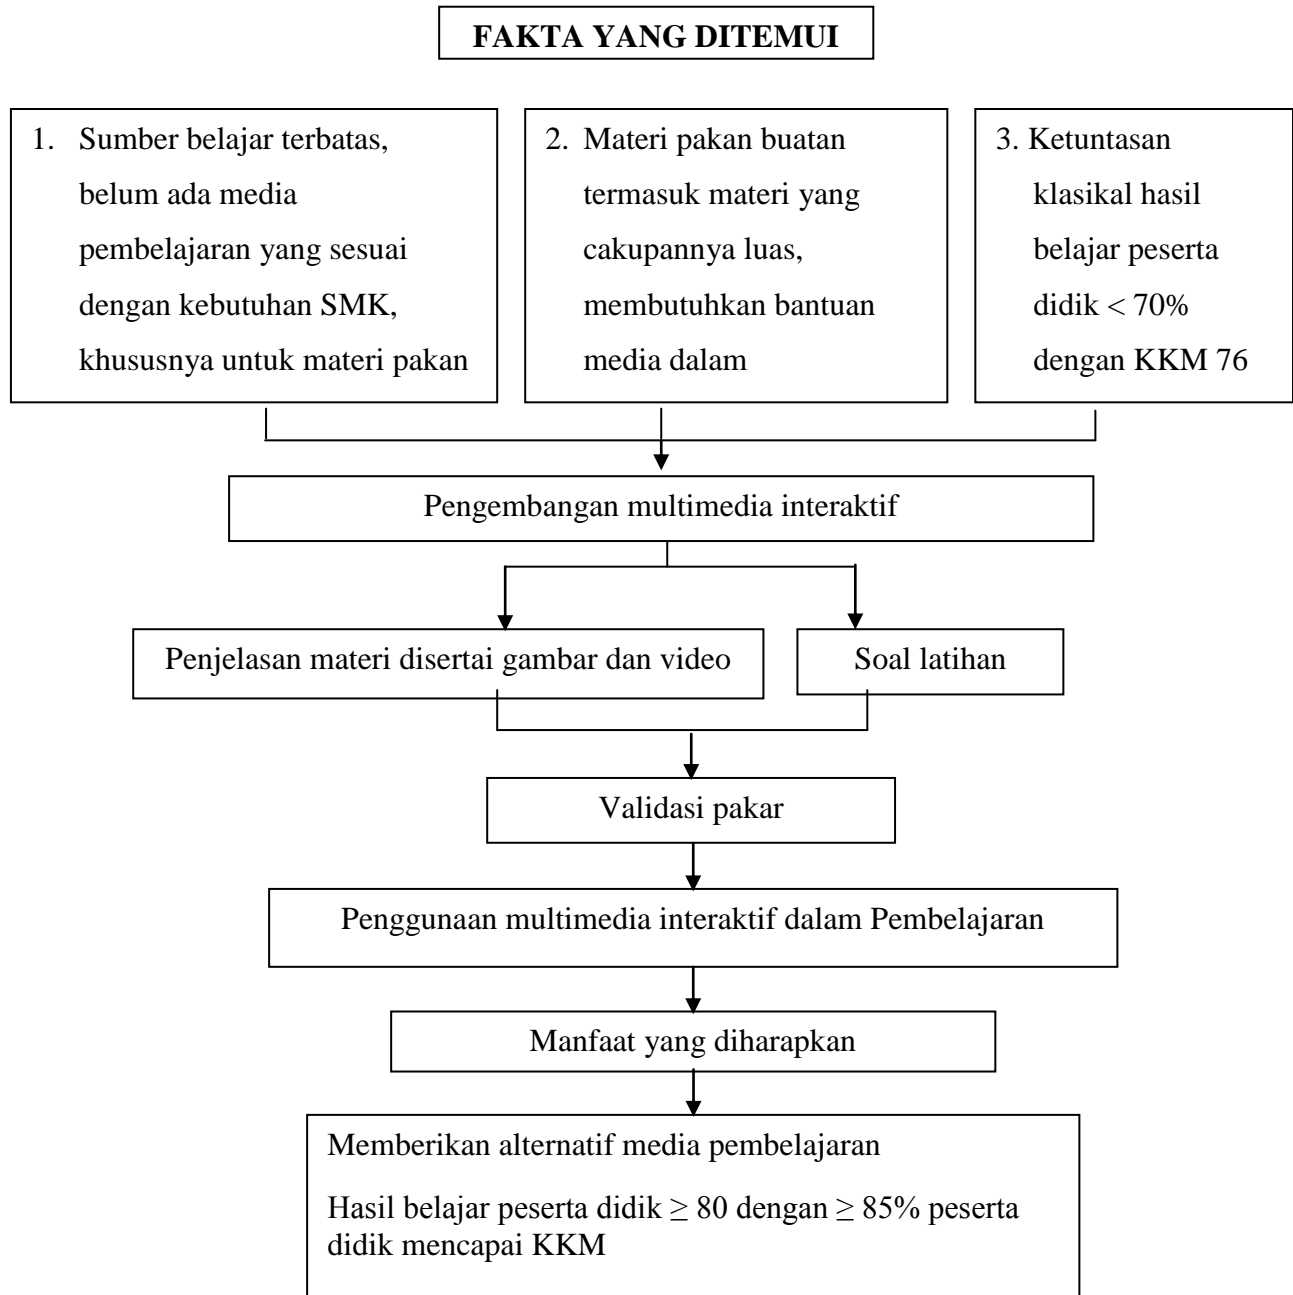 FAKTA YANG DITEMUI
1. Sumber belajar terbatas,
belum ada media
pembelajaran yang sesuai
dengan kebutuhan SMK,
khususnya untuk materi pakan
2. Materi pakan buatan
termasuk materi yang
cakupannya luas,
membutuhkan bantuan
media dalam
3. Ketuntasan
klasikal hasil
belajar peserta
didik < 70%
dengan KKM 76
Pengembangan multimedia interaktif
Penjelasan materi disertai gambar dan video
Soal latihan
Validasi pakar
Penggunaan multimedia interaktif dalam Pembelajaran
Manfaat yang diharapkan
Memberikan alternatif media pembelajaran
Hasil belajar peserta didik ≥ 80 dengan ≥ 85% peserta
didik mencapai KKM